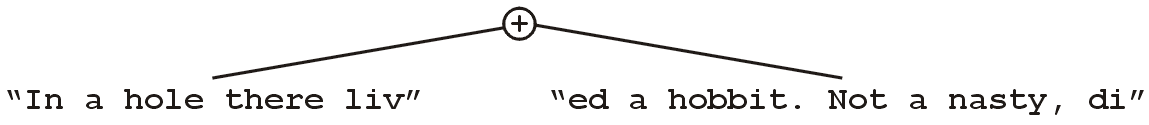 +
“In a hole there liv” “ed a hobbit. Not a nasty, di”